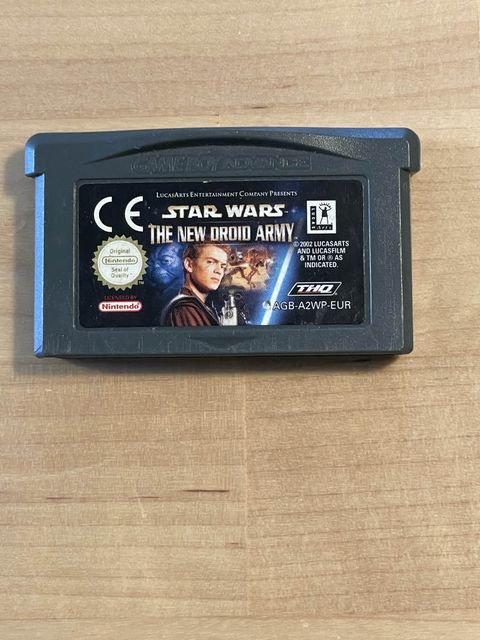 GAME BOY ADVANCE
LUCASARTS ENTERTAINMENT COMPANY PRESENTS
CE
STAR WARS
THE NEW DROID ARMY
© 2002 LUCASARTS
AND LUCASFILM
& TM OR ® AS
INDICATED.
Original
Nintendo
Seal of
Quality
LICENSED BY
Nintendo
THQ
AGB-A2WP-EUR